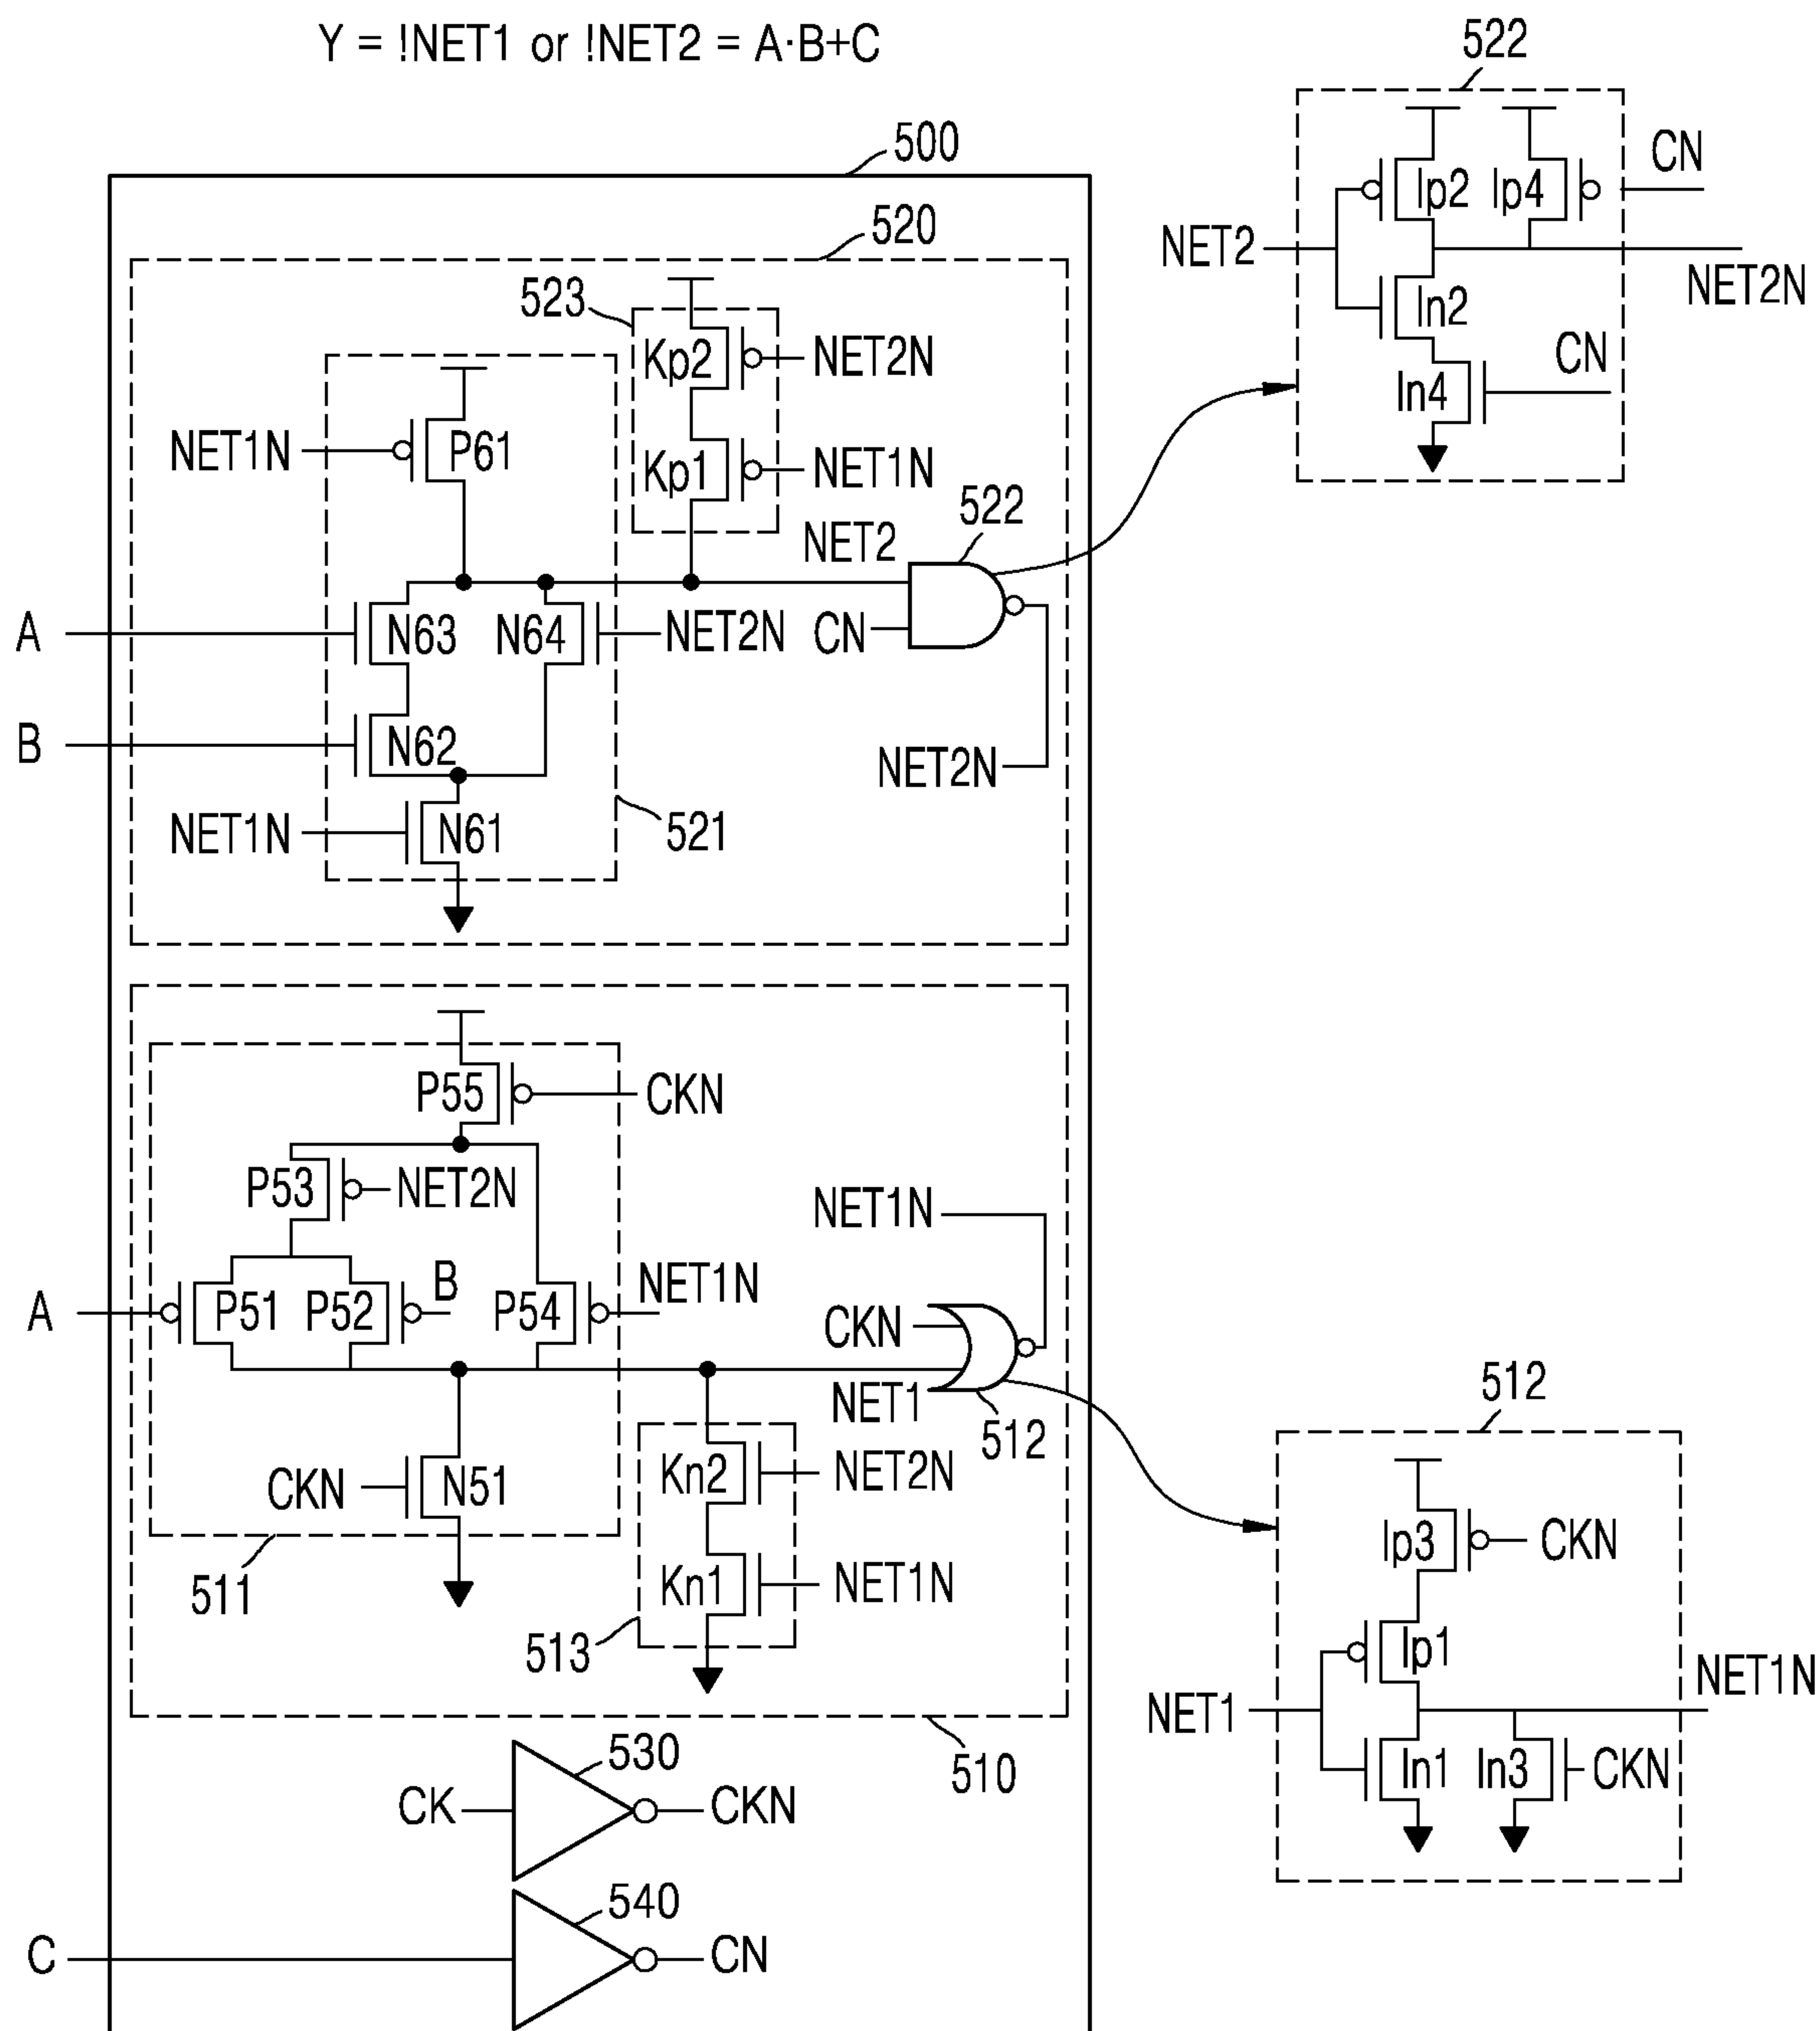 Y = !NET1 or !NET2 = A·B+C
522
CN
Ip2
Ip4
NET2
NET2N
In2
CN
In4
500
520
523
Kp2
NET2N
NET1N
P61
Kp1
NET1N
522
NET2
A
N63
N64
NET2N
CN
B
N62
NET2N
NET1N
N61
521
P55
CKN
P53
NET2N
NET1N
A
P51
P52
B
P54
NET1N
CKN
NET1
512
Kn2
NET2N
CKN
N51
511
Kn1
NET1N
513
510
512
Ip3
CKN
Ip1
NET1
NET1N
In1
In3
CKN
530
CK
CKN
540
C
CN